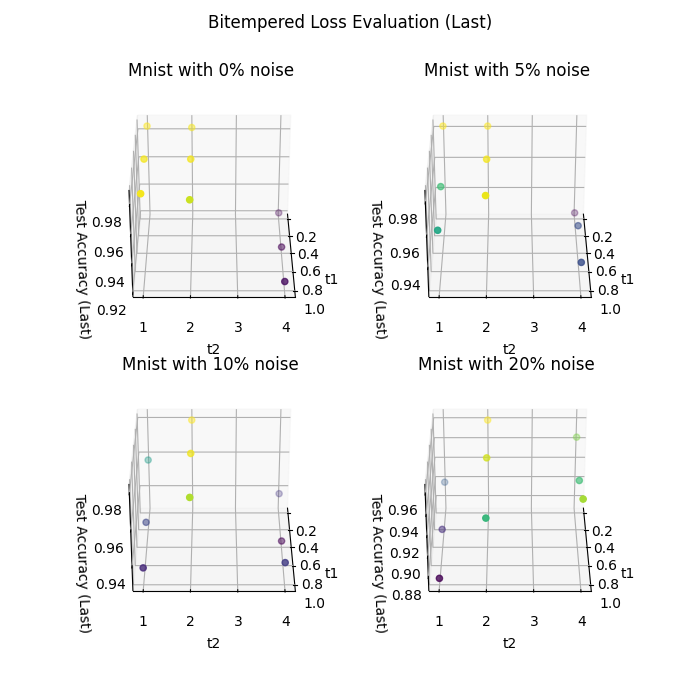 Bitempered Loss Evaluation (Last)
Mnist with 0% noise
Test Accuracy (Last)
0.98
0.96
0.94
0.92
0.2
0.4
0.6
0.8
1.0
t1
1 2 3 4
t2
Mnist with 5% noise
Test Accuracy (Last)
0.98
0.96
0.94
0.2
0.4
0.6
0.8
1.0
t1
1 2 3 4
t2
Mnist with 10% noise
Test Accuracy (Last)
0.98
0.96
0.94
0.2
0.4
0.6
0.8
1.0
t1
1 2 3 4
t2
Mnist with 20% noise
Test Accuracy (Last)
0.96
0.94
0.92
0.90
0.88
0.2
0.4
0.6
0.8
1.0
t1
1 2 3 4
t2